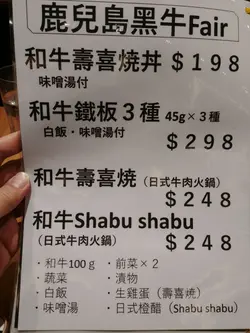 鹿兒島黑牛Fair
和牛壽喜燒丼 ＄198
味噌湯付
和牛鐵板３種 45g×３種
白飯・味噌湯付
＄298
和牛壽喜燒 (日式牛肉火鍋)
＄248
和牛Shabu shabu
(日式牛肉火鍋) ＄248
・和牛100ｇ ・前菜×２
・蔬菜 ・漬物
・白飯 ・生雞蛋（壽喜燒）
・味噌湯 ・日式橙醋（Shabu shabu）